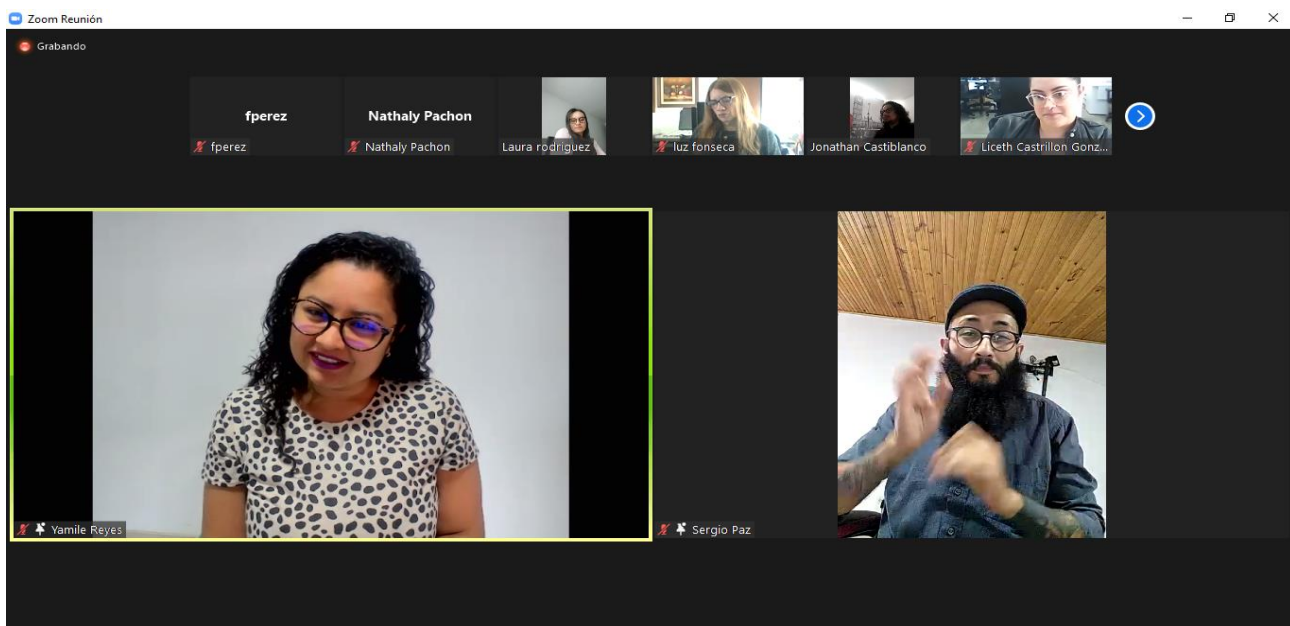 Zoom Reunión
Grabando
fperez
Nathaly Pachon
fperez
Nathaly Pachon
Laura rodriguez
luz fonseca
Jonathan Castiblanco
Liceth Castrillon Gonz...
Yamile Reyes
Sergio Paz